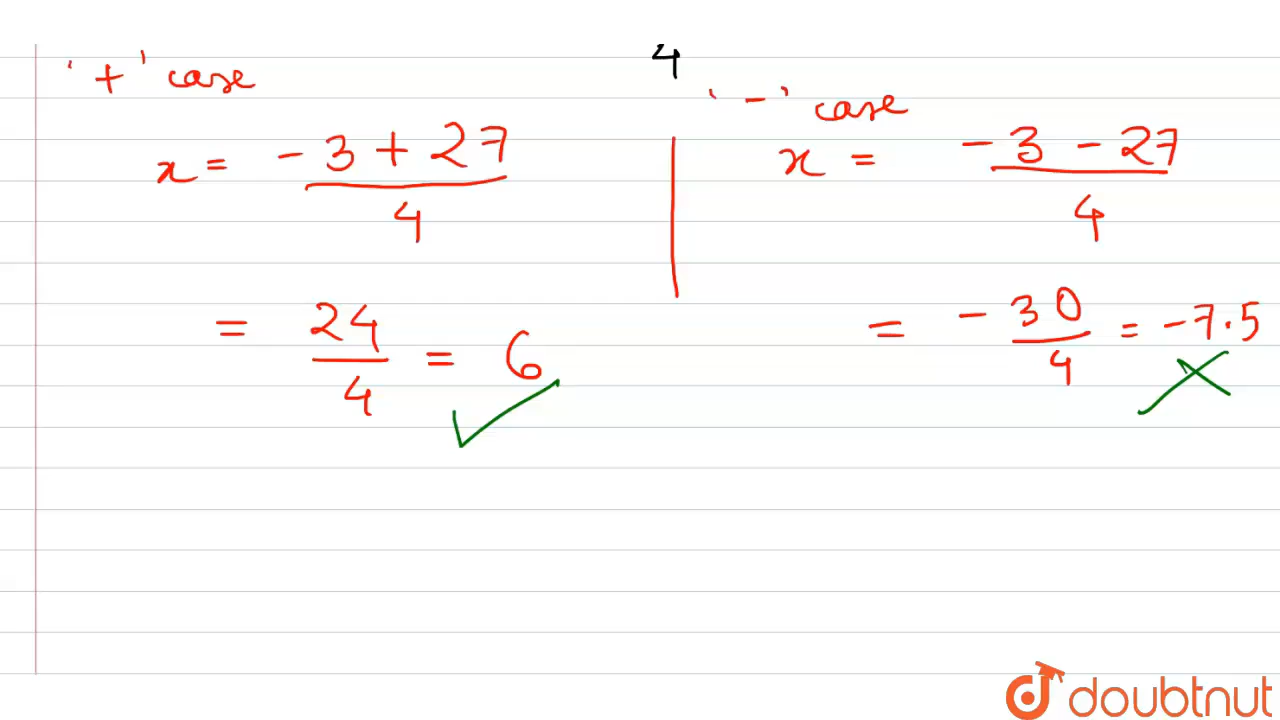 4
'+' case
x = -3+27/4
= 24/4 = 6
'-' case
x = -3-27/4
= -30/4 = -7.5
doubtnut